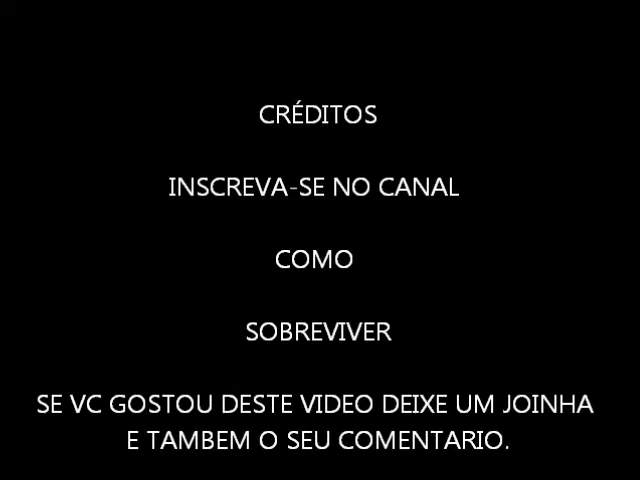 CRÉDITOS
INSCREVA-SE NO CANAL
COMO
SOBREVIVER
SE VC GOSTOU DESTE VIDEO DEIXE UM JOINHA
E TAMBEM O SEU COMENTARIO.